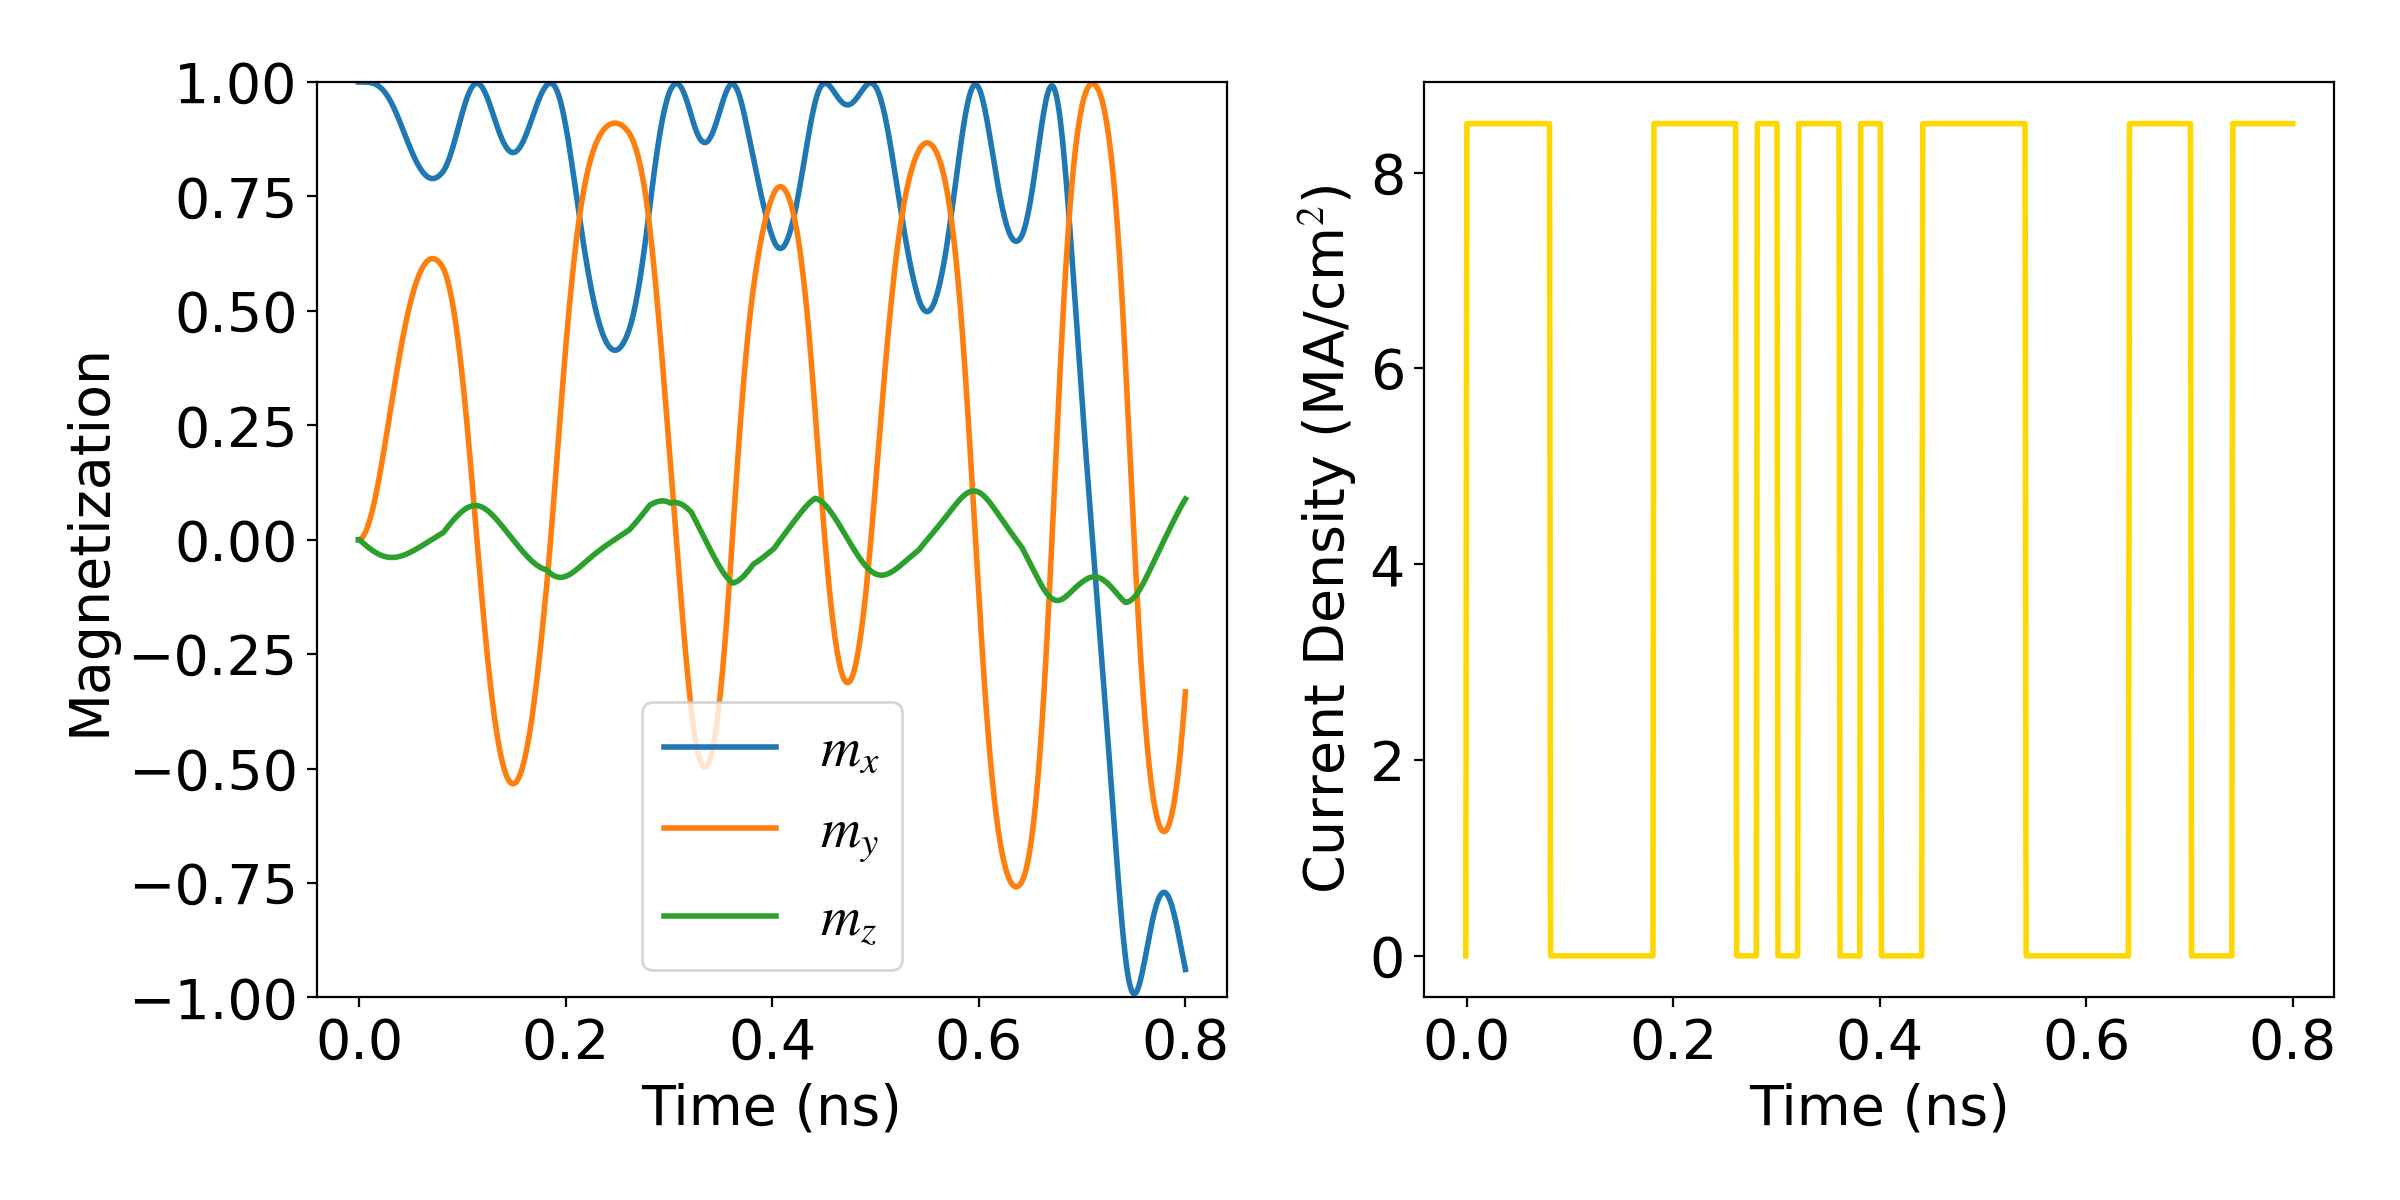 1.00
0.75
0.50
0.25
0.00
−0.25
−0.50
−0.75
−1.00
Magnetization
0.0 0.2 0.4 0.6 0.8
Time (ns)
m_x
m_y
m_z
8
6
4
2
0
Current Density (MA/cm²)
0.0 0.2 0.4 0.6 0.8
Time (ns)